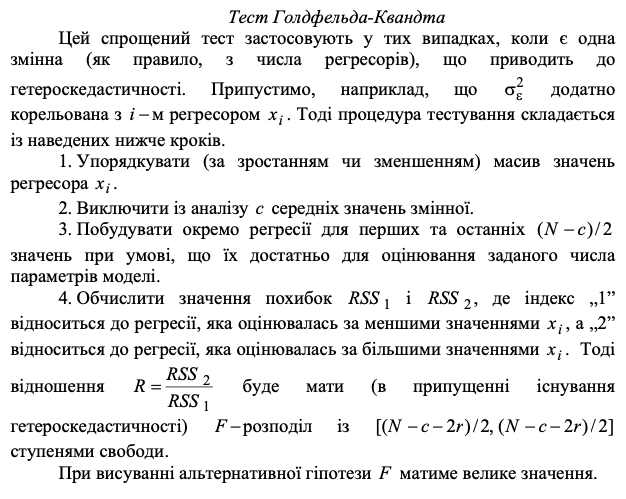 Тест Голдфельда-Квандта
Цей спрощений тест застосовують у тих випадках, коли є одна
змінна (як правило, з числа регресорів), що приводить до
гетероскедастичності. Припустимо, наприклад, що σ²_ε додатно
корельована з i – м регресором x_i. Тоді процедура тестування складається
із наведених нижче кроків.
1. Упорядкувати (за зростанням чи зменшенням) масив значень
регресора x_i.
2. Виключити із аналізу c середніх значень змінної.
3. Побудувати окремо регресії для перших та останніх (N – c)/2
значень при умові, що їх достатньо для оцінювання заданого числа
параметрів моделі.
4. Обчислити значення похибок RSS₁ і RSS₂, де індекс „1”
відноситься до регресії, яка оцінювалась за меншими значеннями x_i, а „2”
відноситься до регресії, яка оцінювалась за більшими значеннями x_i. Тоді
відношення R = RSS₂/RSS₁ буде мати (в припущенні існування
гетероскедастичності) F – розподіл із [(N – c – 2r)/2, (N – c – 2r)/2]
ступенями свободи.
При висуванні альтернативної гіпотези F матиме велике значення.